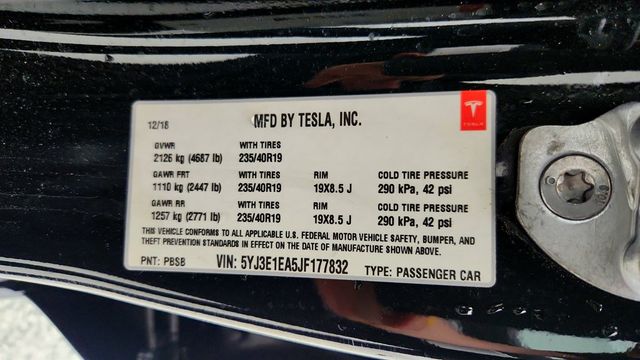 12/18 MFD BY TESLA, INC. TESLA
GVWR WITH TIRES
2126 kg (4687 lb) 235/40R19
GAWR FRT WITH TIRES RIM COLD TIRE PRESSURE
1110 kg (2447 lb) 235/40R19 19X8.5 J 290 kPa, 42 psi
GAWR RR WITH TIRES RIM COLD TIRE PRESSURE
1257 kg (2771 lb) 235/40R19 19X8.5 J 290 kPa, 42 psi
THIS VEHICLE CONFORMS TO ALL APPLICABLE U.S. FEDERAL MOTOR VEHICLE SAFETY, BUMPER, AND
THEFT PREVENTION STANDARDS IN EFFECT ON THE DATE OF MANUFACTURE SHOWN ABOVE.
PNT: PBSB VIN: 5YJ3E1EA5JF177832 TYPE: PASSENGER CAR